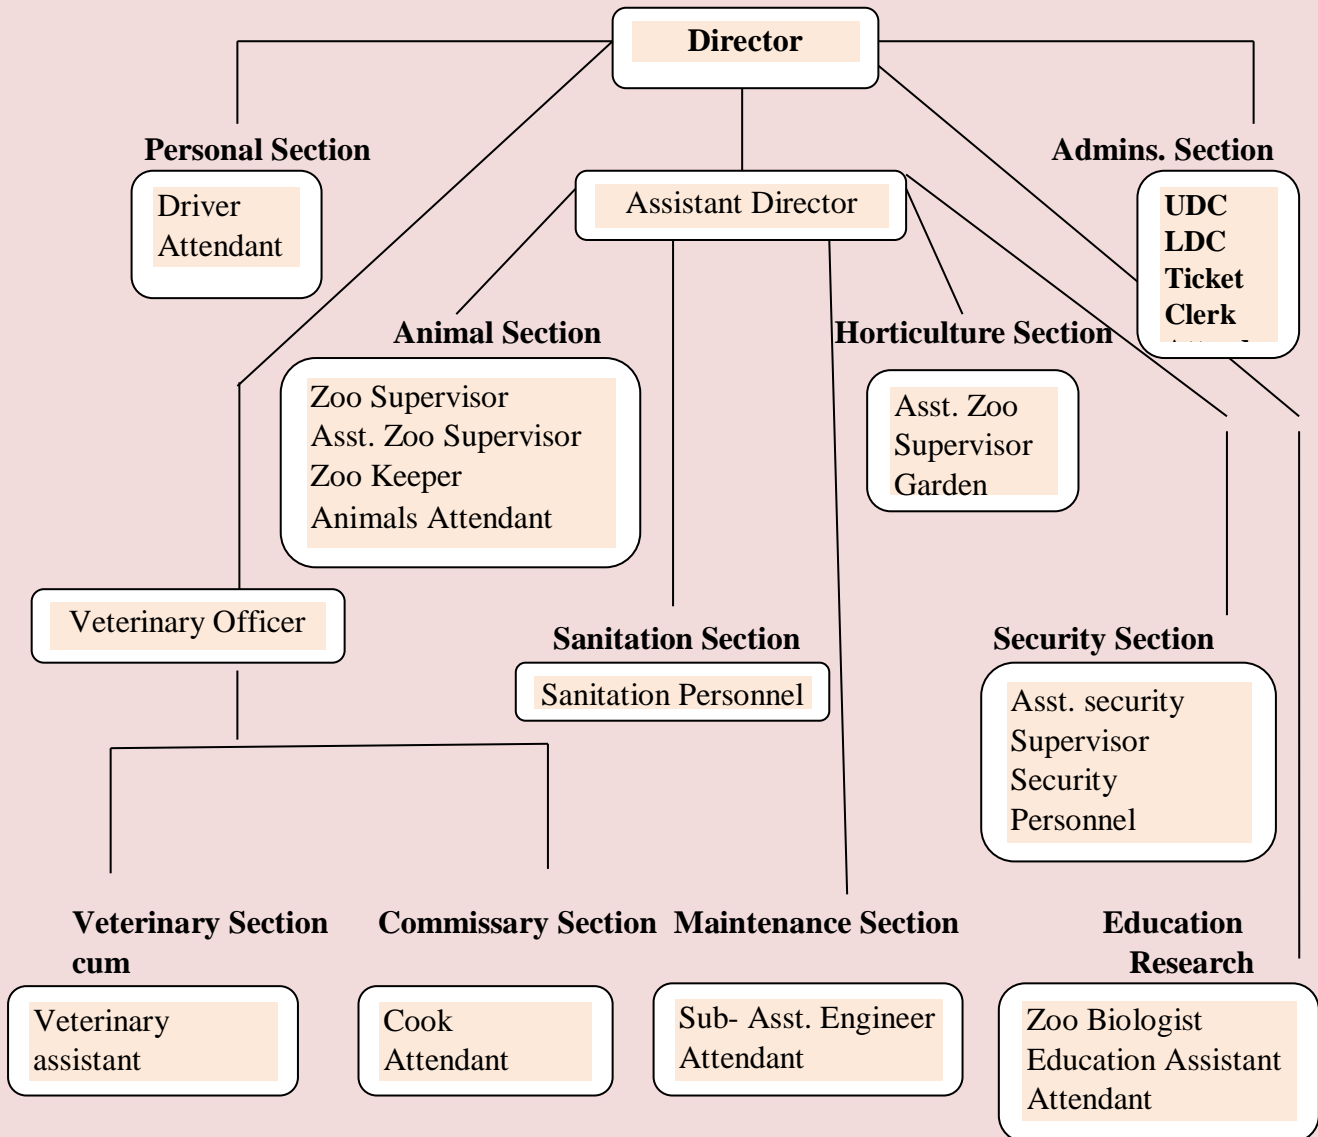 Director
Personal Section
Driver
Attendant
Admins. Section
UDC
LDC
Ticket
Clerk
Assistant Director
Animal Section
Zoo Supervisor
Asst. Zoo Supervisor
Zoo Keeper
Animals Attendant
Horticulture Section
Asst. Zoo
Supervisor
Garden
Veterinary Officer
Sanitation Section
Sanitation Personnel
Security Section
Asst. security
Supervisor
Security
Personnel
Veterinary Section
cum
Veterinary
assistant
Commissary Section
Cook
Attendant
Maintenance Section
Sub- Asst. Engineer
Attendant
Education
Research
Zoo Biologist
Education Assistant
Attendant